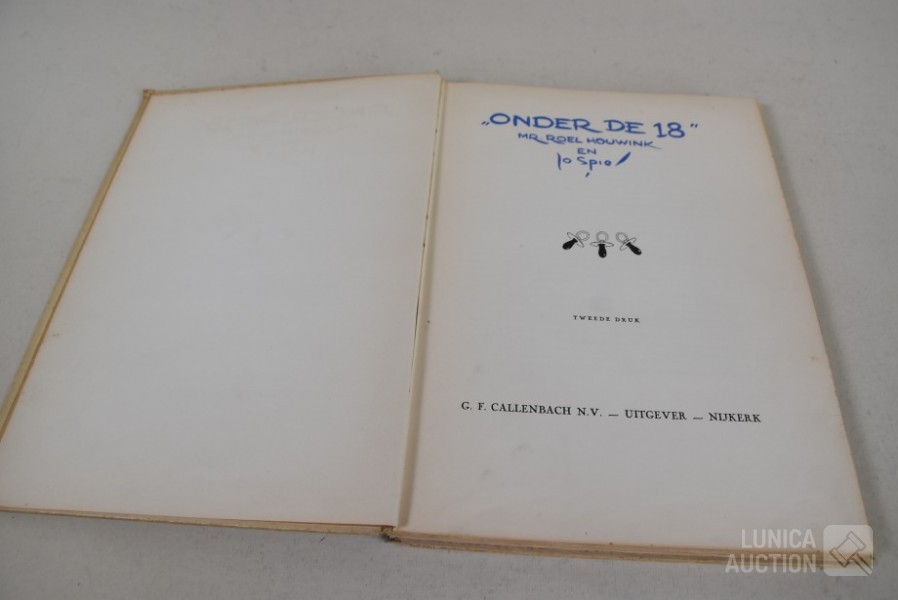 „ONDER DE 18"
MR. ROEL HOUWINK
EN
Jo Spier
TWEEDE DRUK
G. F. CALLENBACH N.V. — UITGEVER — NIJKERK
LUNICA
AUCTION